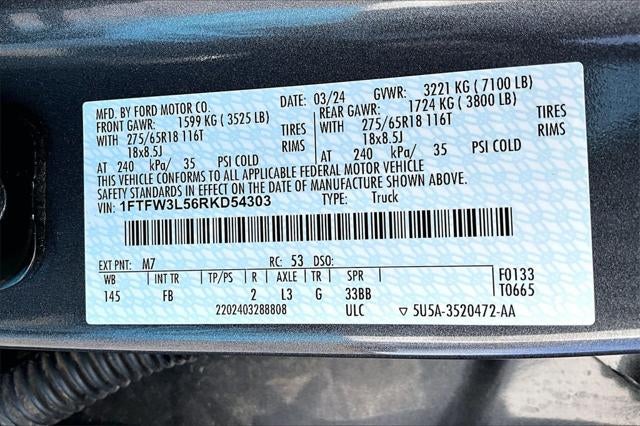 MFD. BY FORD MOTOR CO. DATE: 03/24 GVWR: 3221 KG ( 7100 LB)
FRONT GAWR: 1599 KG ( 3525 LB) REAR GAWR: 1724 KG ( 3800 LB)
WITH 275/65R18 116T TIRES WITH 275/65R18 116T TIRES
18x8.5J RIMS 18x8.5J RIMS
AT 240 kPa/ 35 PSI COLD AT 240 kPa/ 35 PSI COLD
THIS VEHICLE CONFORMS TO ALL APPLICABLE FEDERAL MOTOR VEHICLE
SAFETY STANDARDS IN EFFECT ON THE DATE OF MANUFACTURE SHOWN ABOVE.
VIN: 1FTFW3L56RKD54303 TYPE: Truck
EXT PNT: M7 RC: 53 DSO:
WB INT TR TP/PS R AXLE TR SPR F0133
145 FB 2 L3 G 33BB T0665
2202403288808 ULC 5U5A-3520472-AA